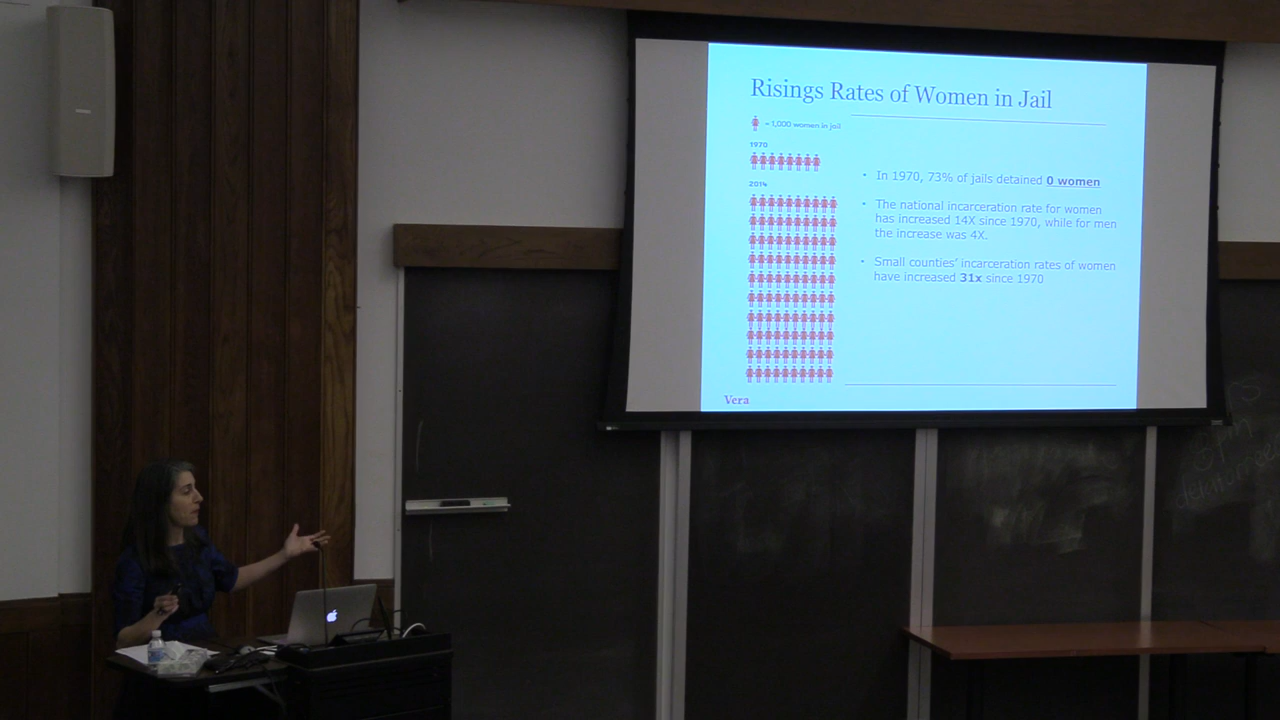 Risings Rates of Women in Jail
= 1,000 women in jail
1970
2014
• In 1970, 73% of jails detained 0 women
• The national incarceration rate for women
has increased 14X since 1970, while for men
the increase was 4X.
• Small counties' incarceration rates of women
have increased 31x since 1970
Vera